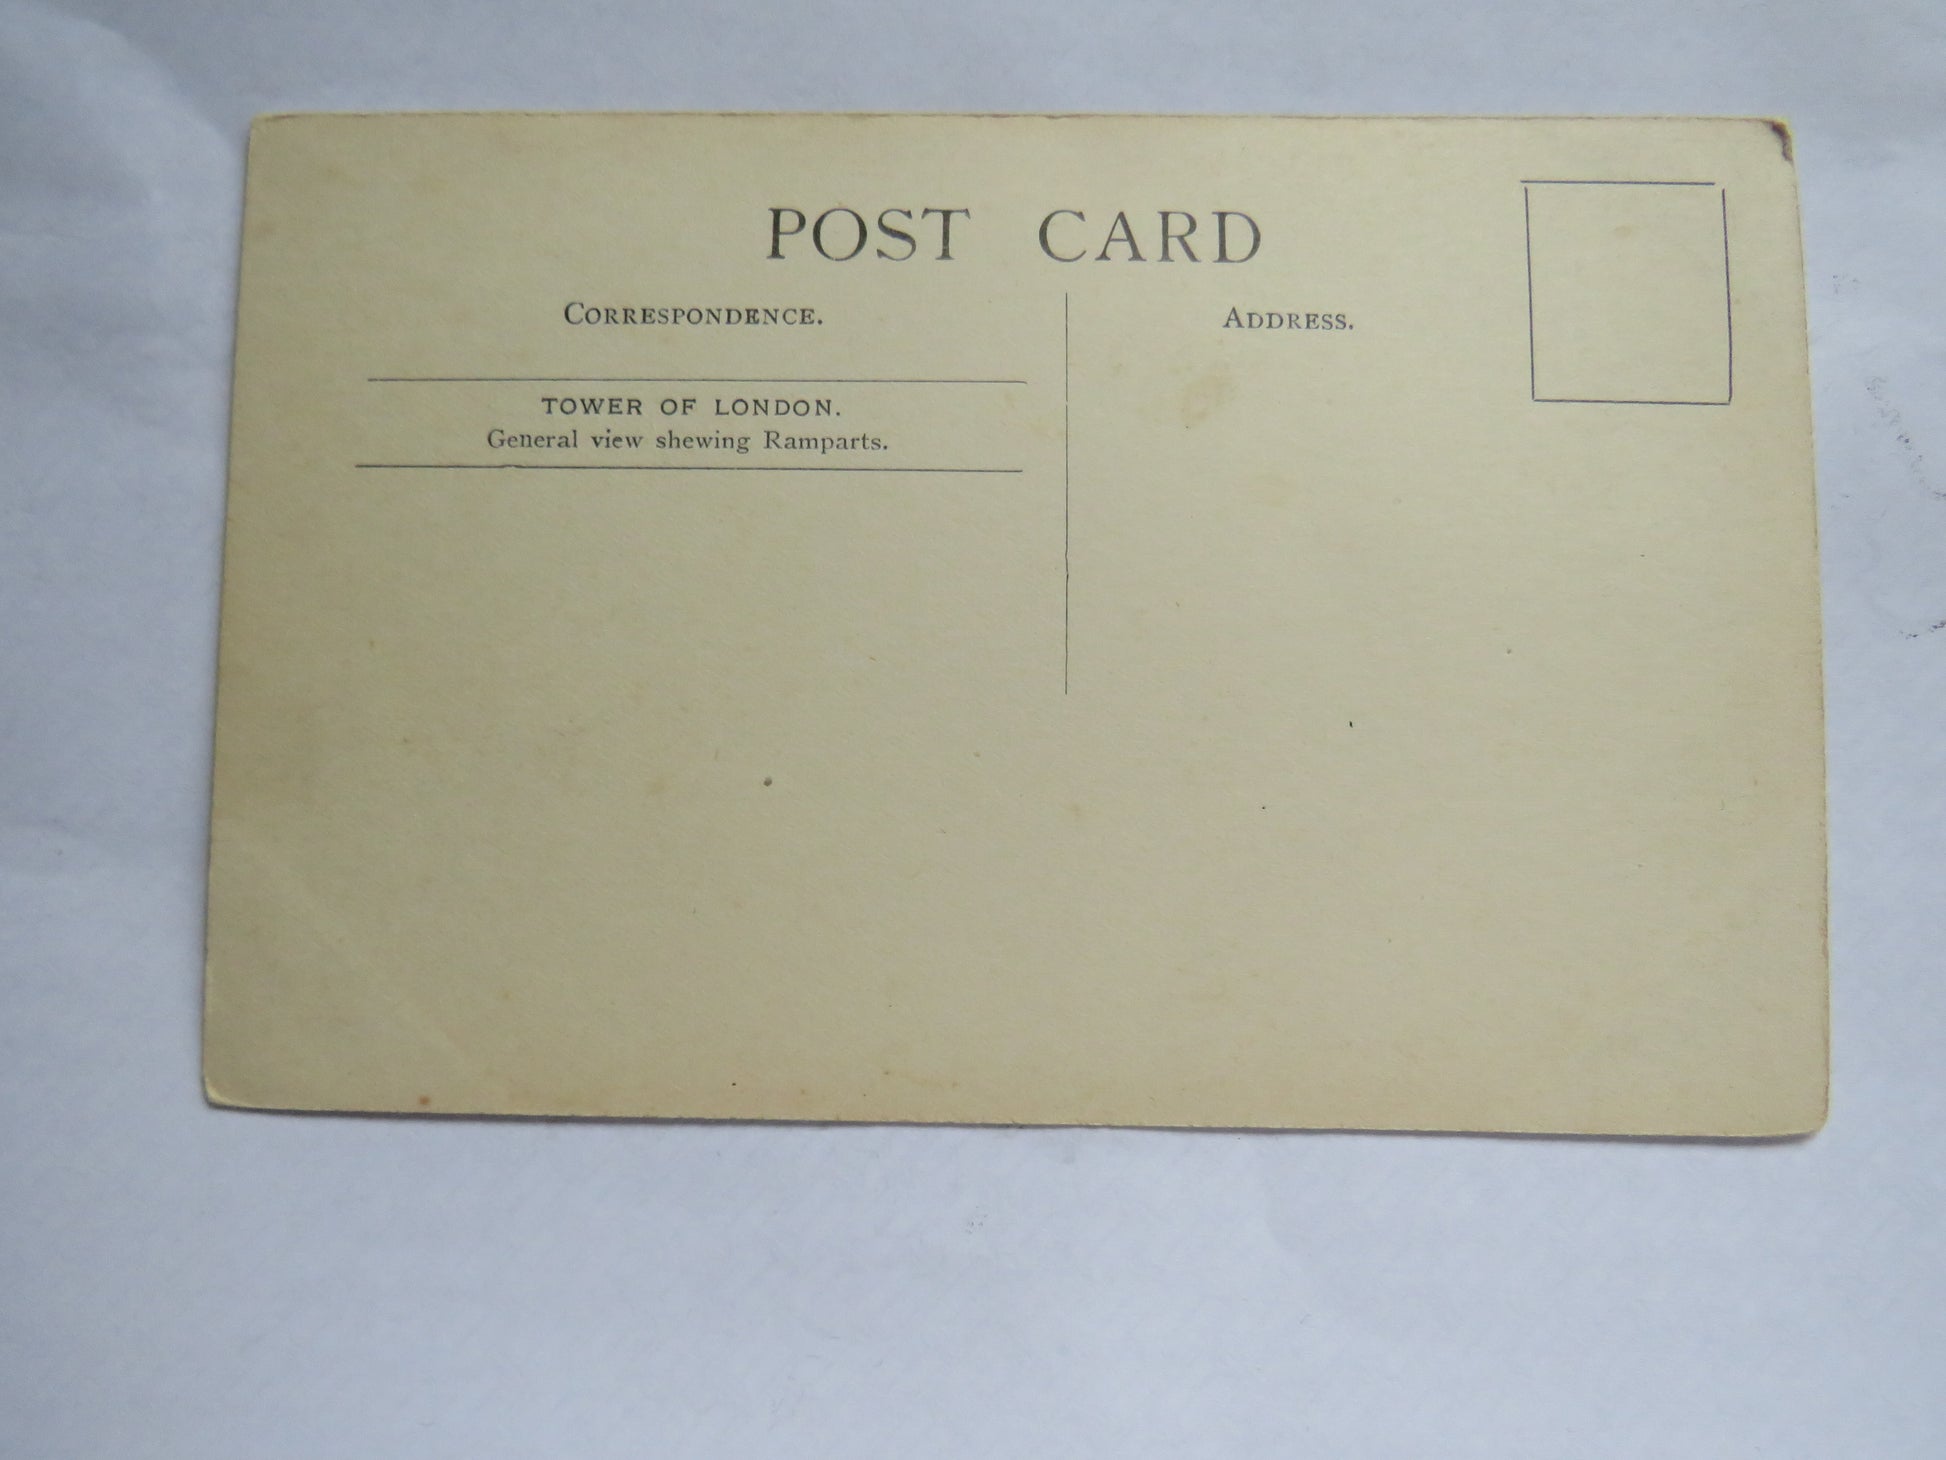 POST CARD
CORRESPONDENCE.
ADDRESS.
TOWER OF LONDON.
General view shewing Ramparts.